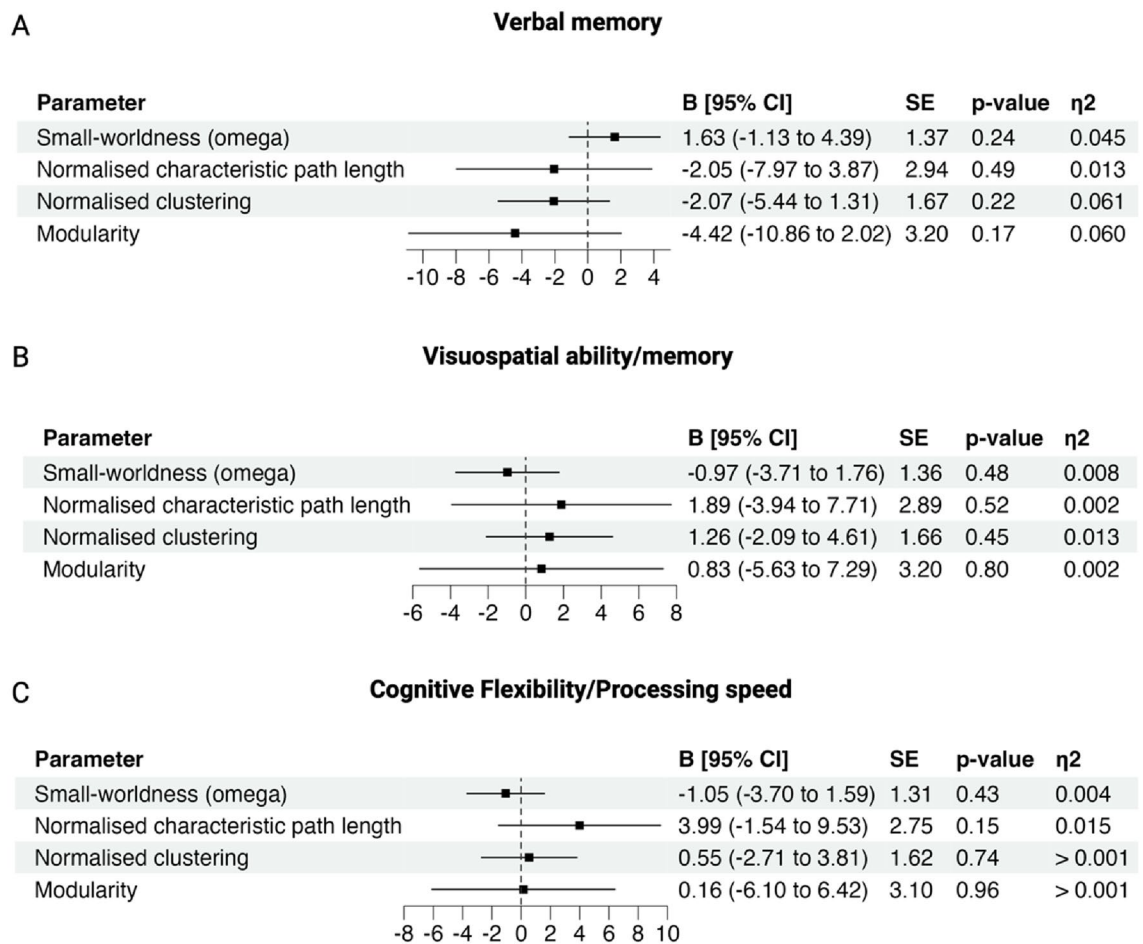 A
Verbal memory
Parameter B [95% CI] SE p-value η2
Small-worldness (omega) 1.63 (-1.13 to 4.39) 1.37 0.24 0.045
Normalised characteristic path length -2.05 (-7.97 to 3.87) 2.94 0.49 0.013
Normalised clustering -2.07 (-5.44 to 1.31) 1.67 0.22 0.061
Modularity -4.42 (-10.86 to 2.02) 3.20 0.17 0.060
-10 -8 -6 -4 -2 0 2 4
B
Visuospatial ability/memory
Parameter B [95% CI] SE p-value η2
Small-worldness (omega) -0.97 (-3.71 to 1.76) 1.36 0.48 0.008
Normalised characteristic path length 1.89 (-3.94 to 7.71) 2.89 0.52 0.002
Normalised clustering 1.26 (-2.09 to 4.61) 1.66 0.45 0.013
Modularity 0.83 (-5.63 to 7.29) 3.20 0.80 0.002
-6 -4 -2 0 2 4 6 8
C
Cognitive Flexibility/Processing speed
Parameter B [95% CI] SE p-value η2
Small-worldness (omega) -1.05 (-3.70 to 1.59) 1.31 0.43 0.004
Normalised characteristic path length 3.99 (-1.54 to 9.53) 2.75 0.15 0.015
Normalised clustering 0.55 (-2.71 to 3.81) 1.62 0.74 > 0.001
Modularity 0.16 (-6.10 to 6.42) 3.10 0.96 > 0.001
-8 -6 -4 -2 0 2 4 6 8 10